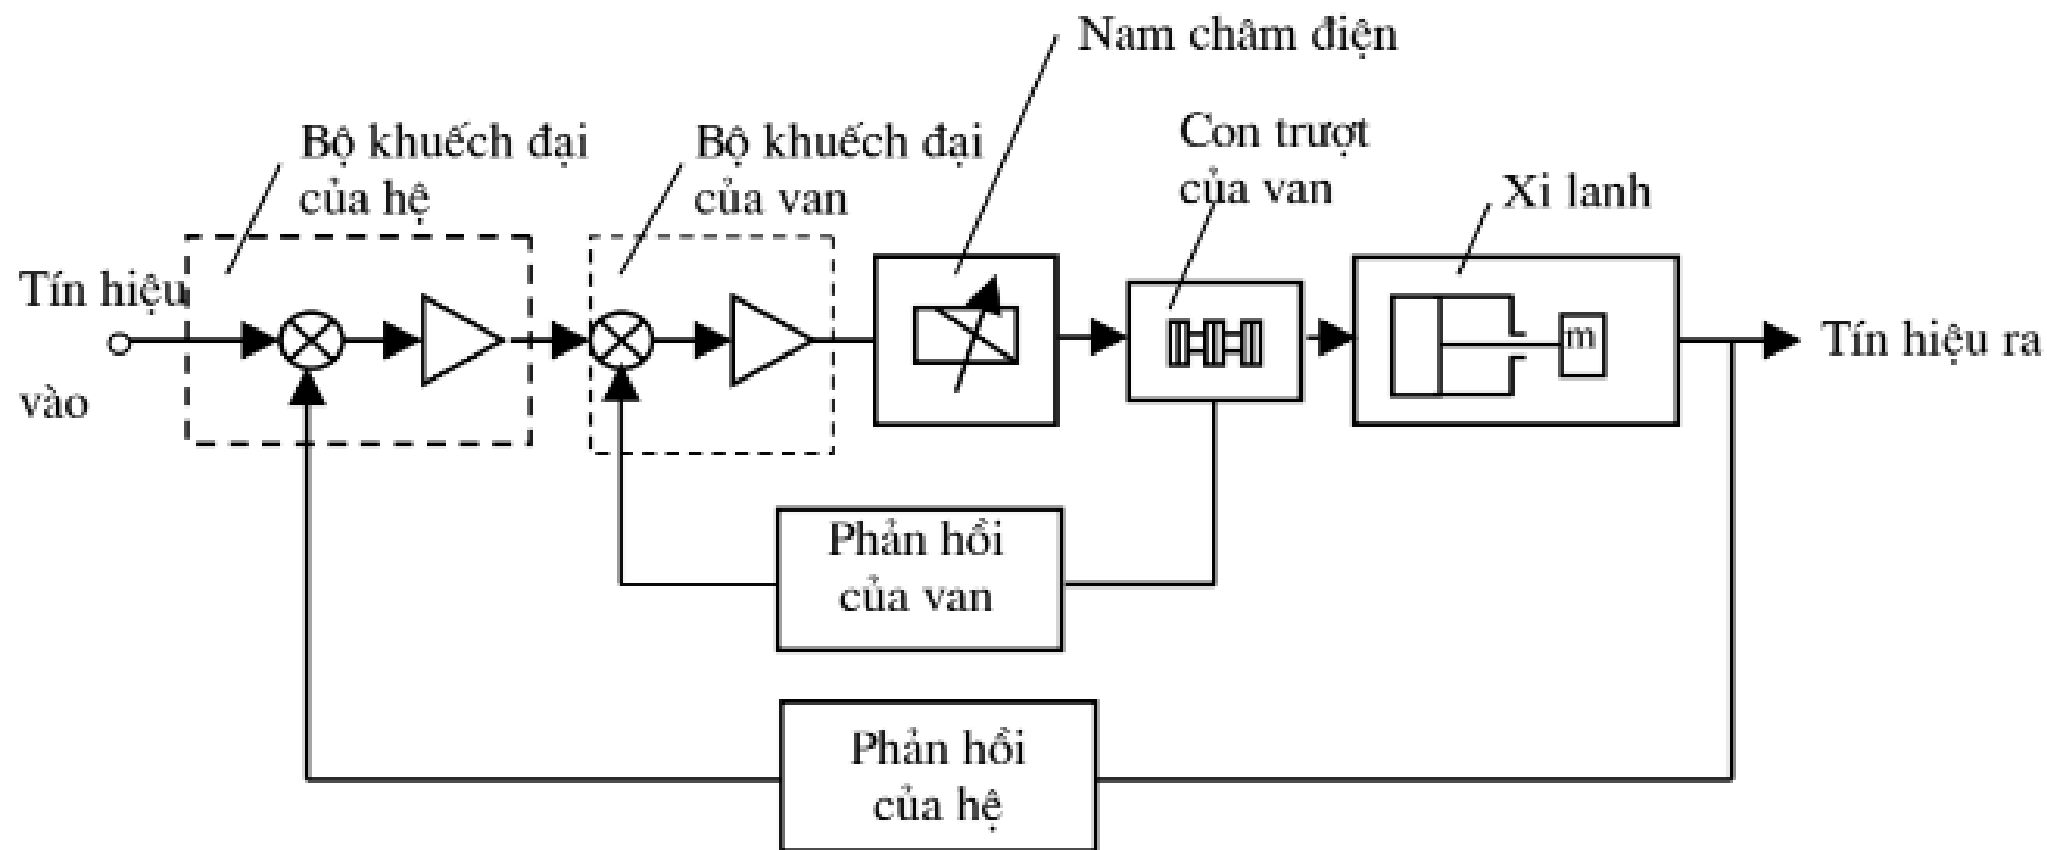 Nam châm điện
Bộ khuếch đại
của hệ
Bộ khuếch đại
của van
Con trượt
của van
Xi lanh
Tín hiệu
vào
m
Tín hiệu ra
Phản hồi
của van
Phản hồi
của hệ